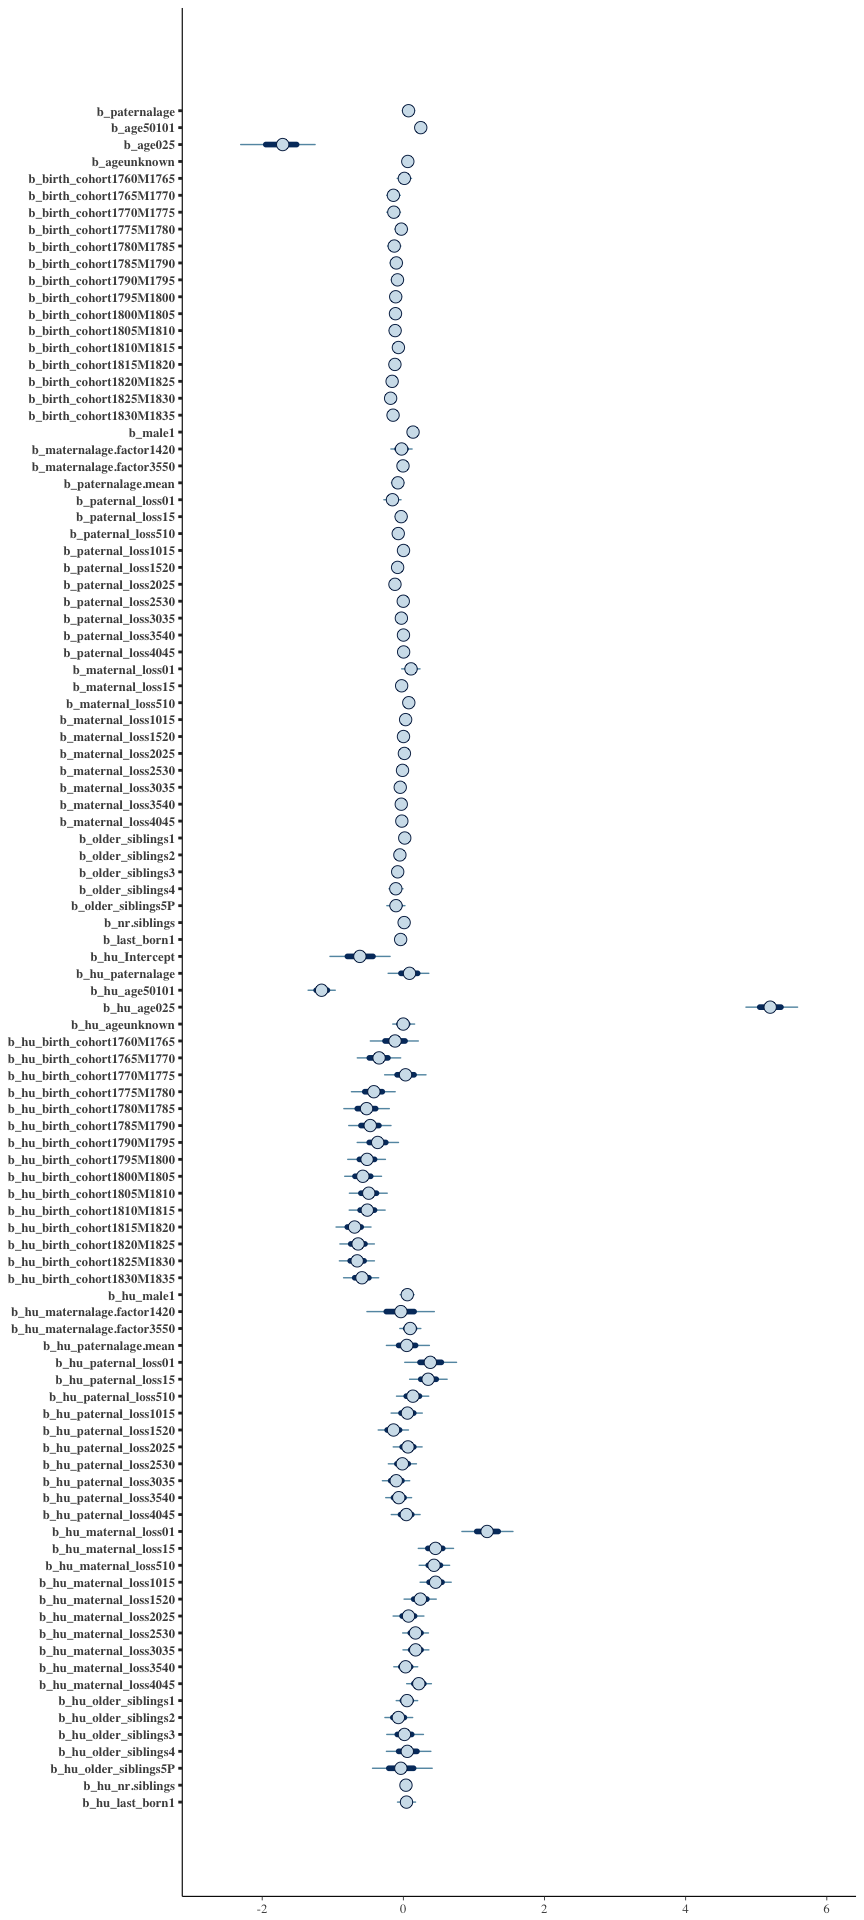 b_paternalage
b_age50101
b_age025
b_ageunknown
b_birth_cohort1760M1765
b_birth_cohort1765M1770
b_birth_cohort1770M1775
b_birth_cohort1775M1780
b_birth_cohort1780M1785
b_birth_cohort1785M1790
b_birth_cohort1790M1795
b_birth_cohort1795M1800
b_birth_cohort1800M1805
b_birth_cohort1805M1810
b_birth_cohort1810M1815
b_birth_cohort1815M1820
b_birth_cohort1820M1825
b_birth_cohort1825M1830
b_birth_cohort1830M1835
b_male1
b_maternalage.factor1420
b_maternalage.factor3550
b_paternalage.mean
b_paternal_loss01
b_paternal_loss15
b_paternal_loss510
b_paternal_loss1015
b_paternal_loss1520
b_paternal_loss2025
b_paternal_loss2530
b_paternal_loss3035
b_paternal_loss3540
b_paternal_loss4045
b_maternal_loss01
b_maternal_loss15
b_maternal_loss510
b_maternal_loss1015
b_maternal_loss1520
b_maternal_loss2025
b_maternal_loss2530
b_maternal_loss3035
b_maternal_loss3540
b_maternal_loss4045
b_older_siblings1
b_older_siblings2
b_older_siblings3
b_older_siblings4
b_older_siblings5P
b_nr.siblings
b_last_born1
b_hu_Intercept
b_hu_paternalage
b_hu_age50101
b_hu_age025
b_hu_ageunknown
b_hu_birth_cohort1760M1765
b_hu_birth_cohort1765M1770
b_hu_birth_cohort1770M1775
b_hu_birth_cohort1775M1780
b_hu_birth_cohort1780M1785
b_hu_birth_cohort1785M1790
b_hu_birth_cohort1790M1795
b_hu_birth_cohort1795M1800
b_hu_birth_cohort1800M1805
b_hu_birth_cohort1805M1810
b_hu_birth_cohort1810M1815
b_hu_birth_cohort1815M1820
b_hu_birth_cohort1820M1825
b_hu_birth_cohort1825M1830
b_hu_birth_cohort1830M1835
b_hu_male1
b_hu_maternalage.factor1420
b_hu_maternalage.factor3550
b_hu_paternalage.mean
b_hu_paternal_loss01
b_hu_paternal_loss15
b_hu_paternal_loss510
b_hu_paternal_loss1015
b_hu_paternal_loss1520
b_hu_paternal_loss2025
b_hu_paternal_loss2530
b_hu_paternal_loss3035
b_hu_paternal_loss3540
b_hu_paternal_loss4045
b_hu_maternal_loss01
b_hu_maternal_loss15
b_hu_maternal_loss510
b_hu_maternal_loss1015
b_hu_maternal_loss1520
b_hu_maternal_loss2025
b_hu_maternal_loss2530
b_hu_maternal_loss3035
b_hu_maternal_loss3540
b_hu_maternal_loss4045
b_hu_older_siblings1
b_hu_older_siblings2
b_hu_older_siblings3
b_hu_older_siblings4
b_hu_older_siblings5P
b_hu_nr.siblings
b_hu_last_born1
-2 0 2 4 6